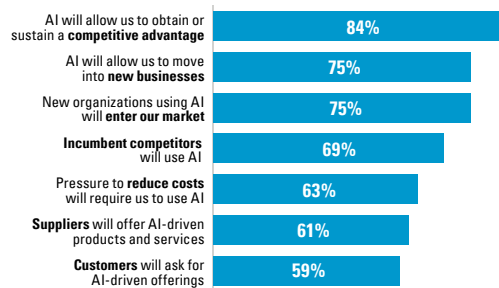 AI will allow us to obtain or
sustain a competitive advantage
84%
AI will allow us to move
into new businesses
75%
New organizations using AI
will enter our market
75%
Incumbent competitors
will use AI
69%
Pressure to reduce costs
will require us to use AI
63%
Suppliers will offer AI-driven
products and services
61%
Customers will ask for
AI-driven offerings
59%